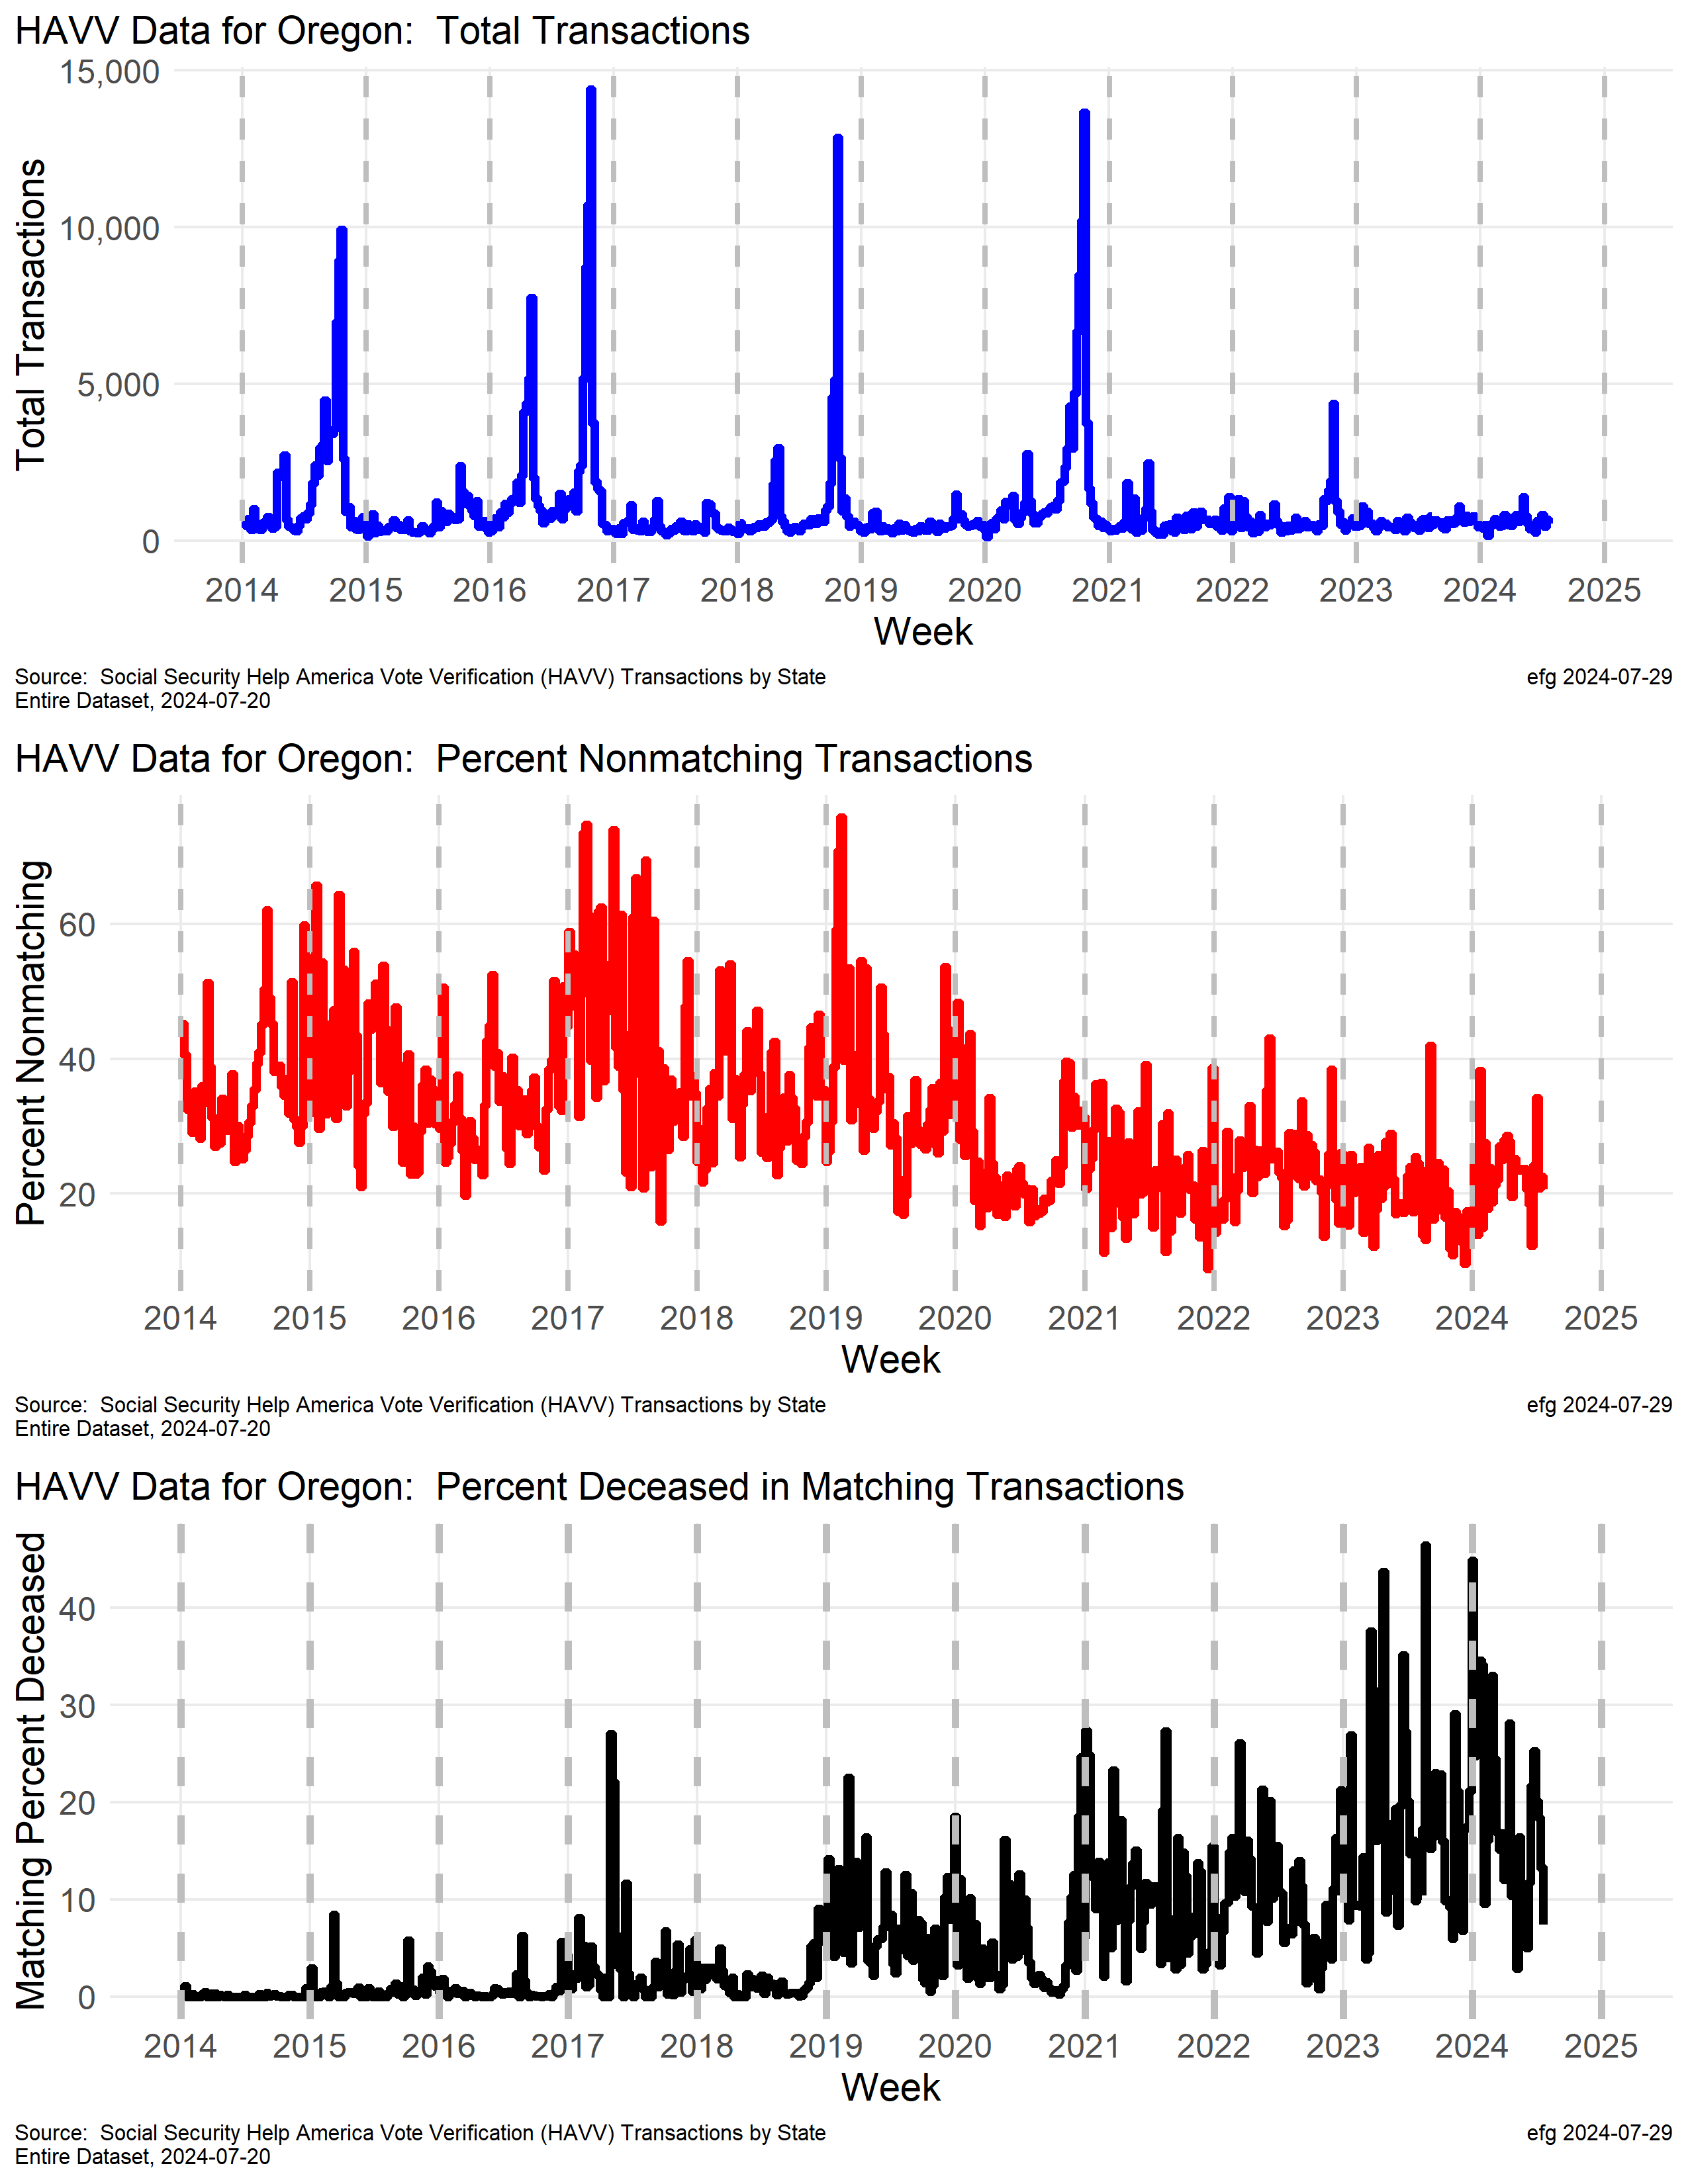 HAVV Data for Oregon:  Total Transactions
Total Transactions
15,000
10,000
5,000
0
2014 2015 2016 2017 2018 2019 2020 2021 2022 2023 2024 2025
Week
Source:  Social Security Help America Vote Verification (HAVV) Transactions by State
Entire Dataset, 2024-07-20
efg 2024-07-29
HAVV Data for Oregon:  Percent Nonmatching Transactions
Percent Nonmatching
60
40
20
2014 2015 2016 2017 2018 2019 2020 2021 2022 2023 2024 2025
Week
Source:  Social Security Help America Vote Verification (HAVV) Transactions by State
Entire Dataset, 2024-07-20
efg 2024-07-29
HAVV Data for Oregon:  Percent Deceased in Matching Transactions
Matching Percent Deceased
40
30
20
10
0
2014 2015 2016 2017 2018 2019 2020 2021 2022 2023 2024 2025
Week
Source:  Social Security Help America Vote Verification (HAVV) Transactions by State
Entire Dataset, 2024-07-20
efg 2024-07-29